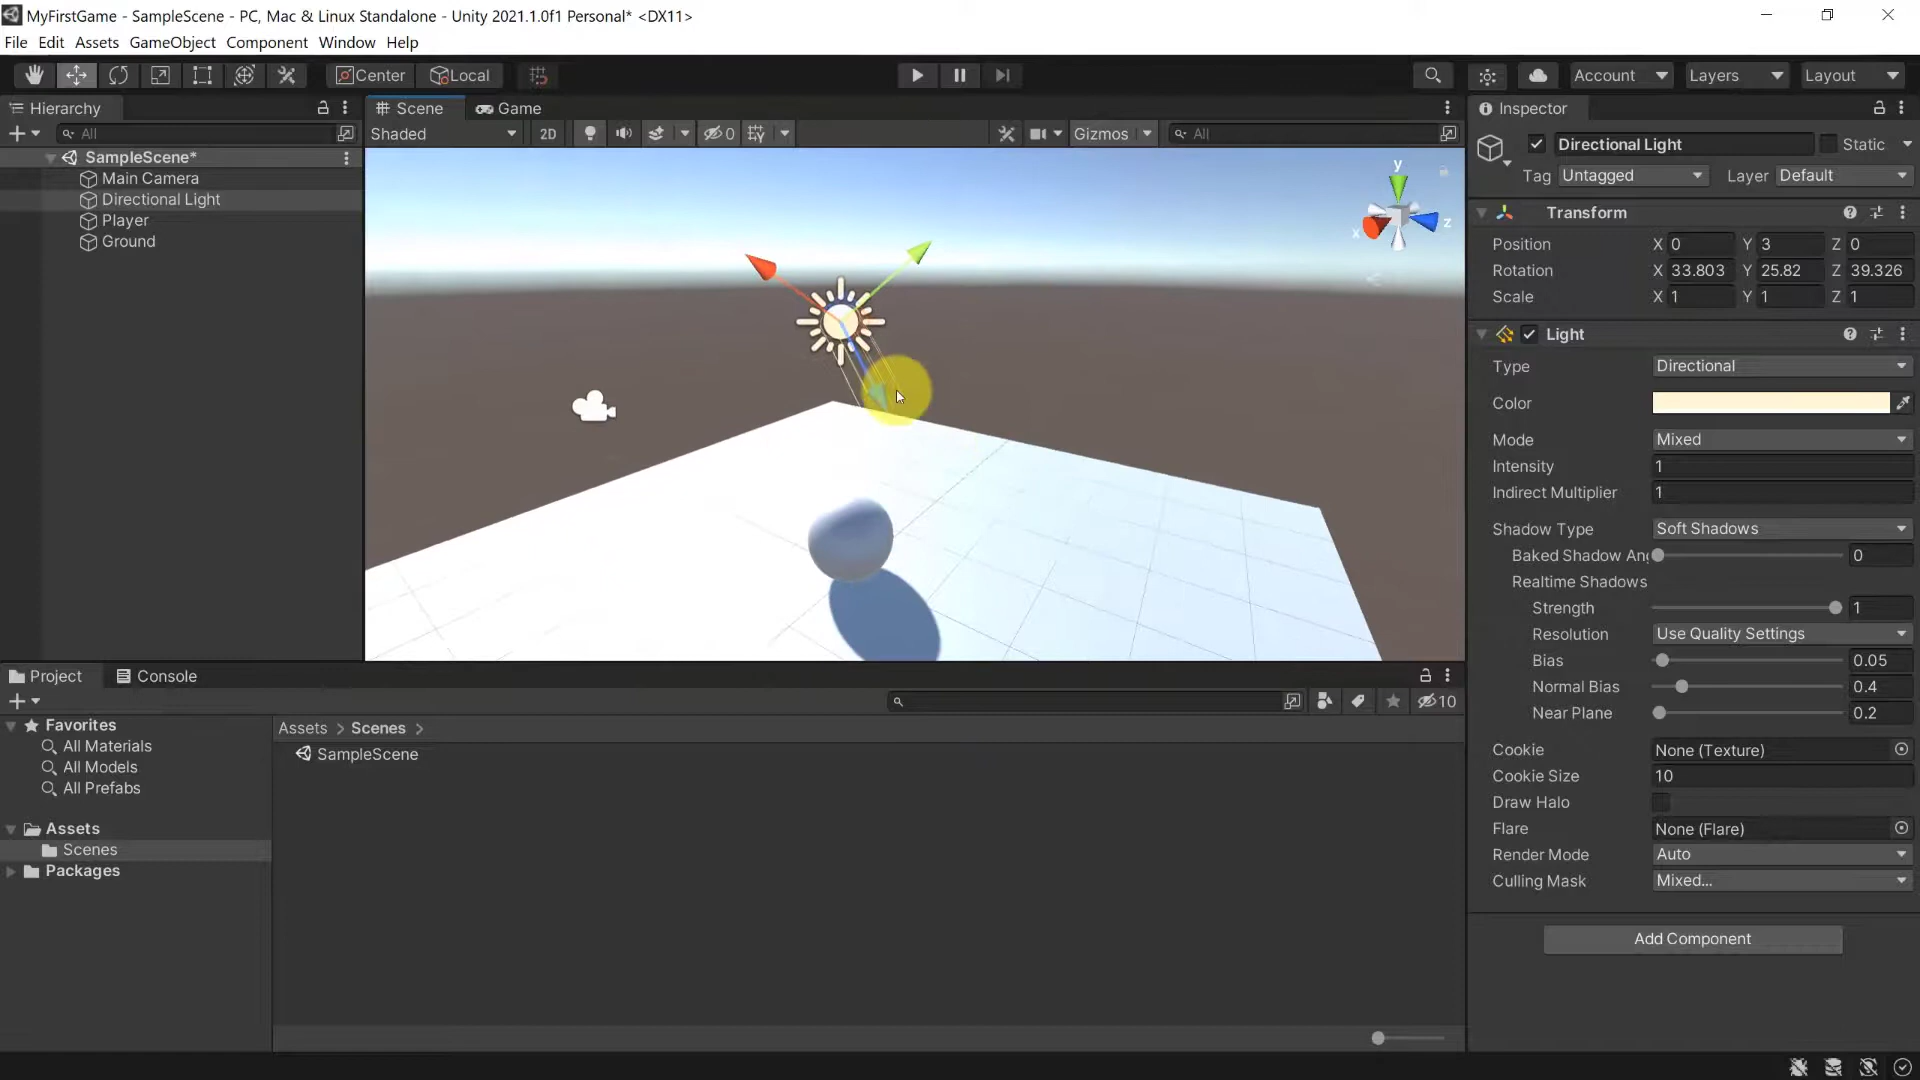 MyFirstGame - SampleScene - PC, Mac & Linux Standalone - Unity 2021.1.0f1 Personal* <DX11>
File Edit Assets GameObject Component Window Help
Center Local Account Layers Layout
Hierarchy
All
SampleScene*
Main Camera
Directional Light
Player
Ground
Scene Game
Shaded 2D 0 Gizmos All
y
x z
Inspector
Directional Light Static
Tag Untagged Layer Default
Transform
Position X 0 Y 3 Z 0
Rotation X 33.803 Y 25.82 Z 39.326
Scale X 1 Y 1 Z 1
Light
Type Directional
Color
Mode Mixed
Intensity 1
Indirect Multiplier 1
Shadow Type Soft Shadows
Baked Shadow An 0
Realtime Shadows
Strength 1
Resolution Use Quality Settings
Bias 0.05
Normal Bias 0.4
Near Plane 0.2
Cookie None (Texture)
Cookie Size 10
Draw Halo
Flare None (Flare)
Render Mode Auto
Culling Mask Mixed...
Add Component
Project Console
10
Favorites
All Materials
All Models
All Prefabs
Assets
Scenes
Packages
Assets > Scenes >
SampleScene